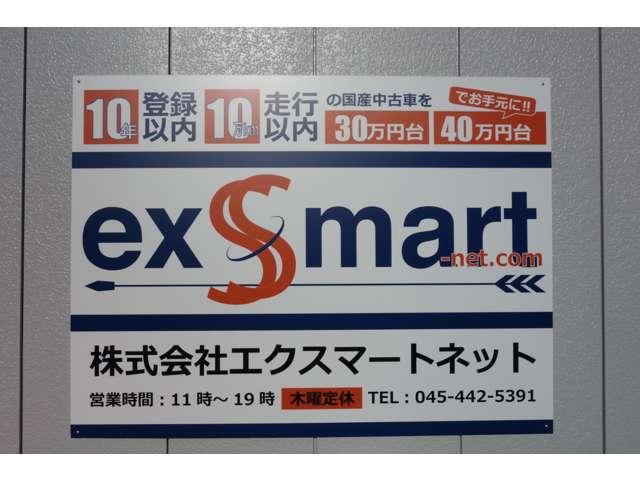 10年 登録以内 10万km 走行以内 の国産中古車を 30万円台 40万円台 でお手元に!!
exSmart
-net.com
株式会社エクスマートネット
営業時間：11時〜19時 木曜定休 TEL：045-442-5391